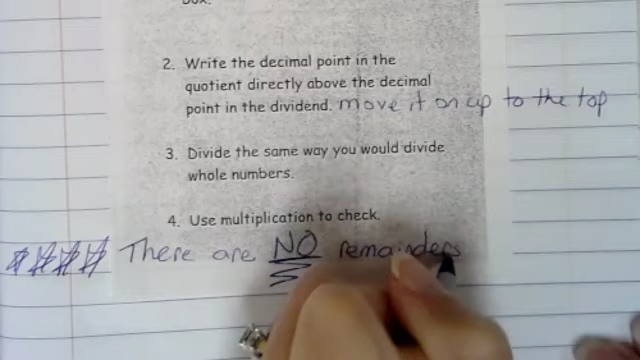 box.
2. Write the decimal point in the
quotient directly above the decimal
point in the dividend. move it on up to the top
3. Divide the same way you would divide
whole numbers.
4. Use multiplication to check.
There are NO remainders